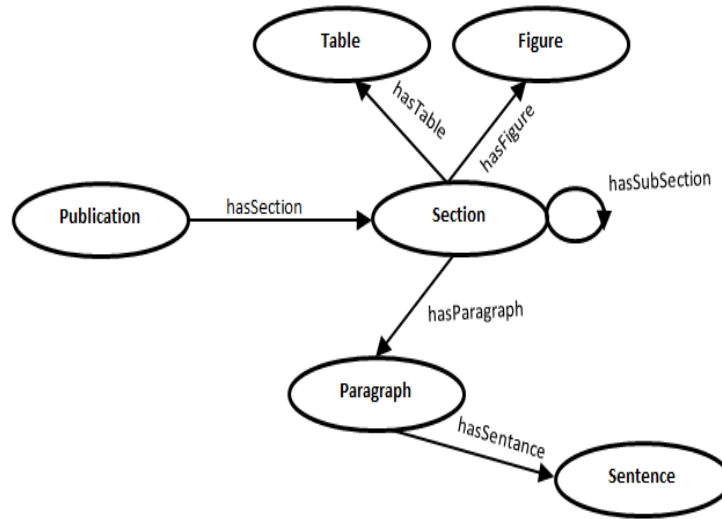 Table
Figure
hasTable
hasFigure
hasSubSection
Publication
hasSection
Section
hasParagraph
Paragraph
hasSentance
Sentence